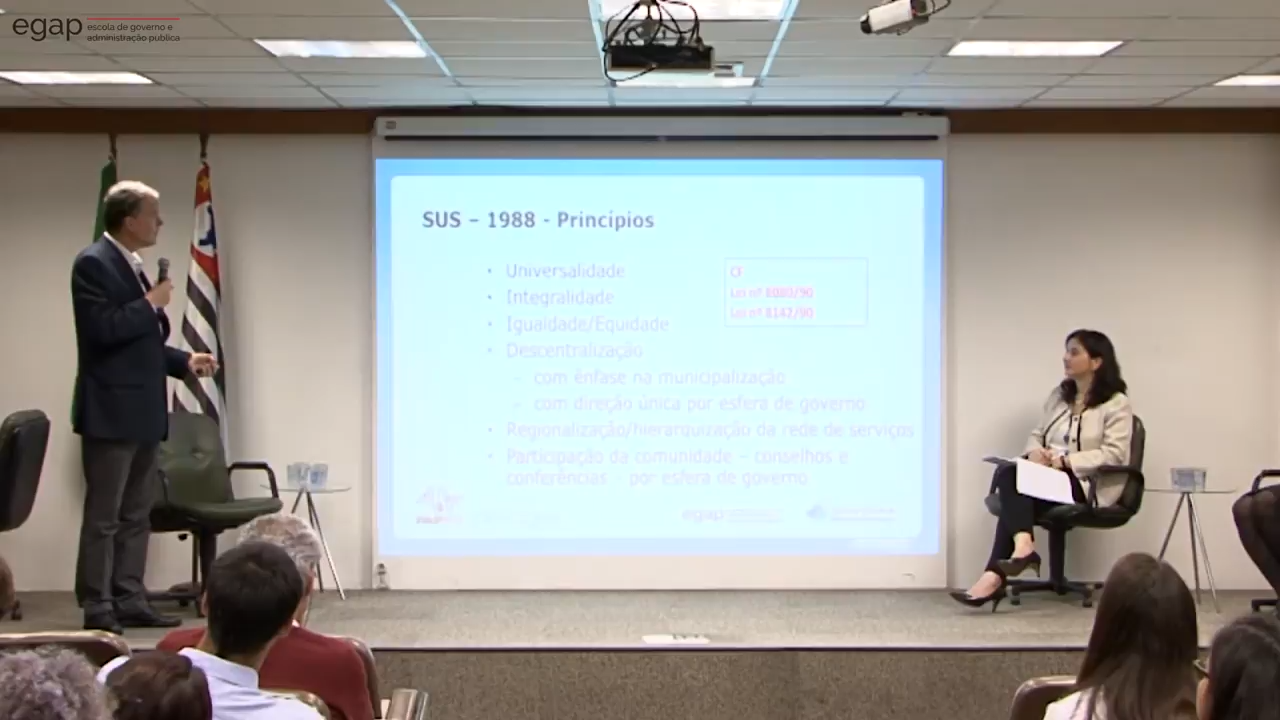 egap escola de governo e
administração pública
SUS – 1988 - Princípios
• Universalidade
• Integralidade
• Igualdade/Equidade
• Descentralização
– com ênfase na municipalização
– com direção única por esfera de governo
• Regionalização/hierarquização da rede de serviços
• Participação da comunidade – conselhos e
conferências – por esfera de governo
CF
Lei nº 8080/90
Lei nº 8142/90
egap